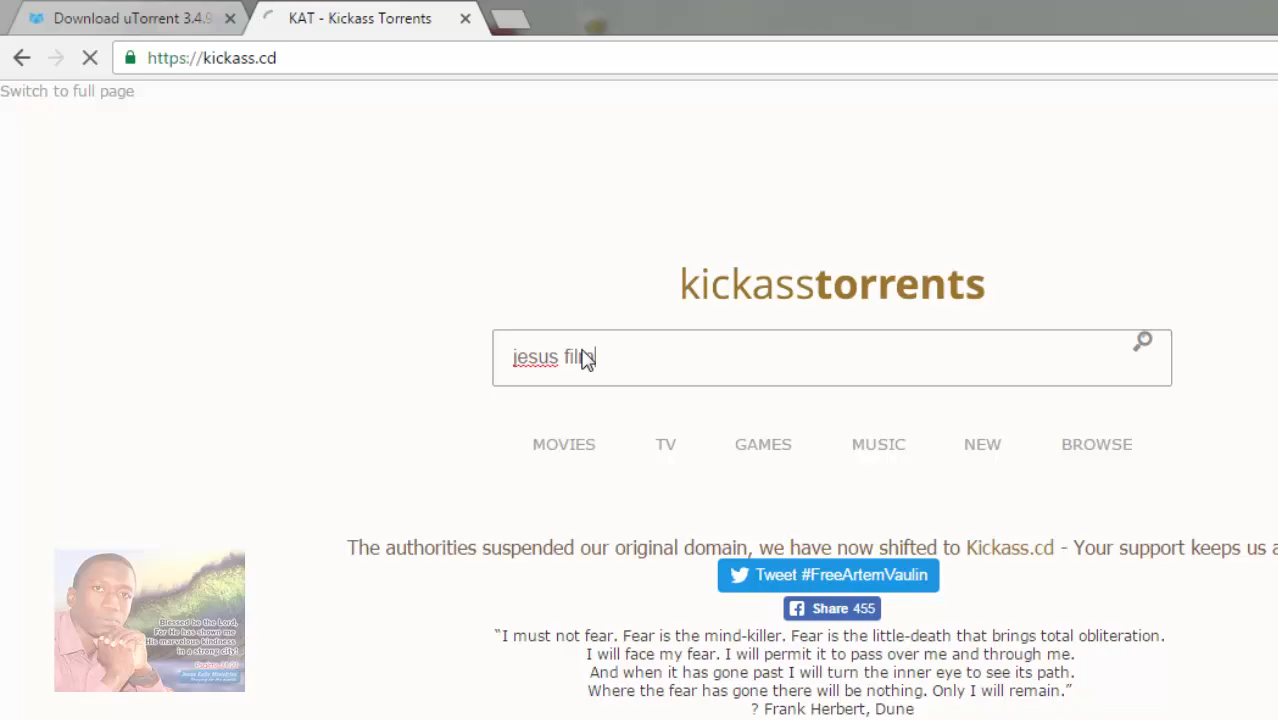 Download uTorrent 3.4.9
KAT - Kickass Torrents
https://kickass.cd
Switch to full page
kickasstorrents
jesus film
MOVIES TV GAMES MUSIC NEW BROWSE
The authorities suspended our original domain, we have now shifted to Kickass.cd - Your support keeps us a
Tweet #FreeArtemVaulin
Share 455
“I must not fear. Fear is the mind-killer. Fear is the little-death that brings total obliteration.
I will face my fear. I will permit it to pass over me and through me.
And when it has gone past I will turn the inner eye to see its path.
Where the fear has gone there will be nothing. Only I will remain.”
? Frank Herbert, Dune
Blessed be the Lord,
For He has shown me
His marvelous kindness
in a strong city!